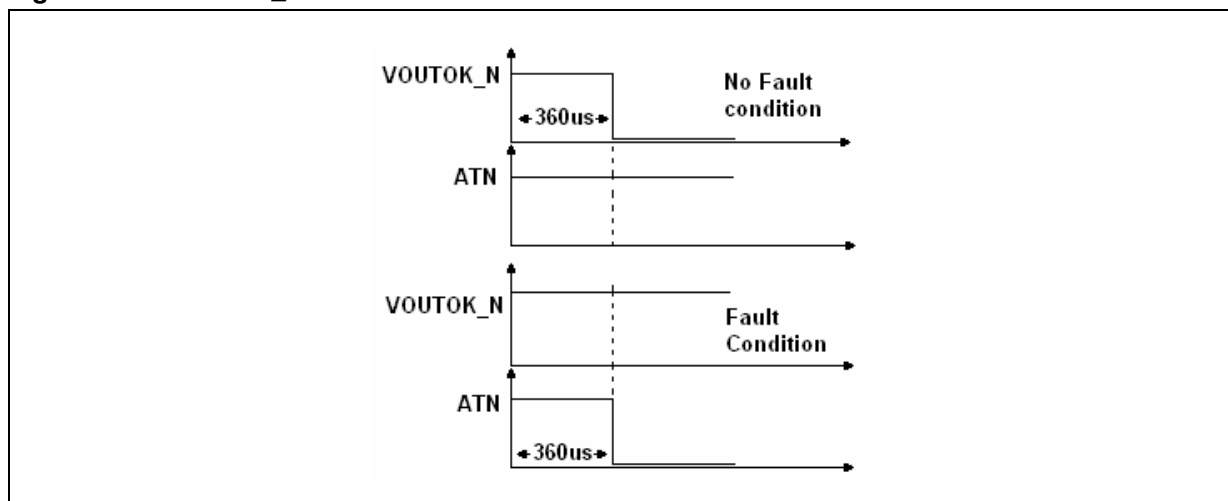 VOUTOK_N
No Fault
condition
360us
ATN
VOUTOK_N
Fault
Condition
ATN
360us